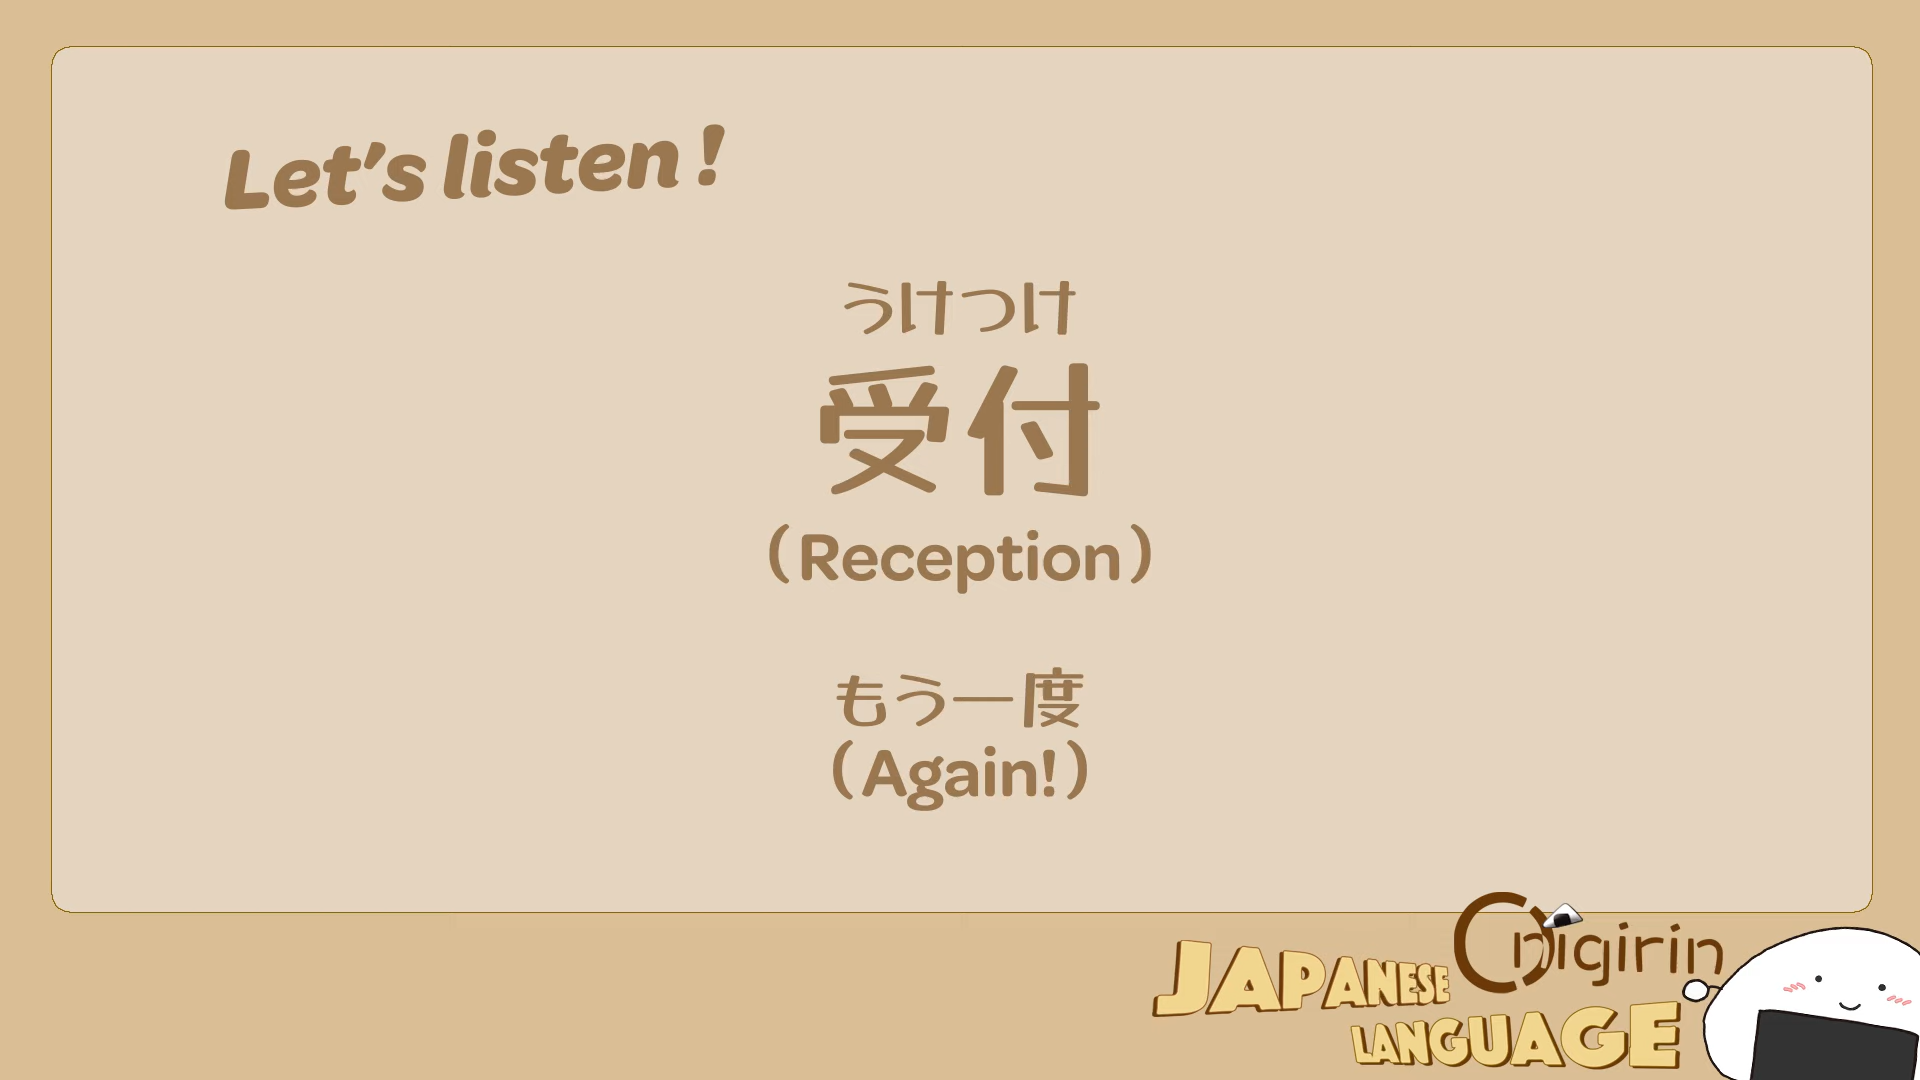 Let's listen!
うけつけ
受付
(Reception)
もう一度
(Again!)
Onigirin
JAPANESE
LANGUAGE